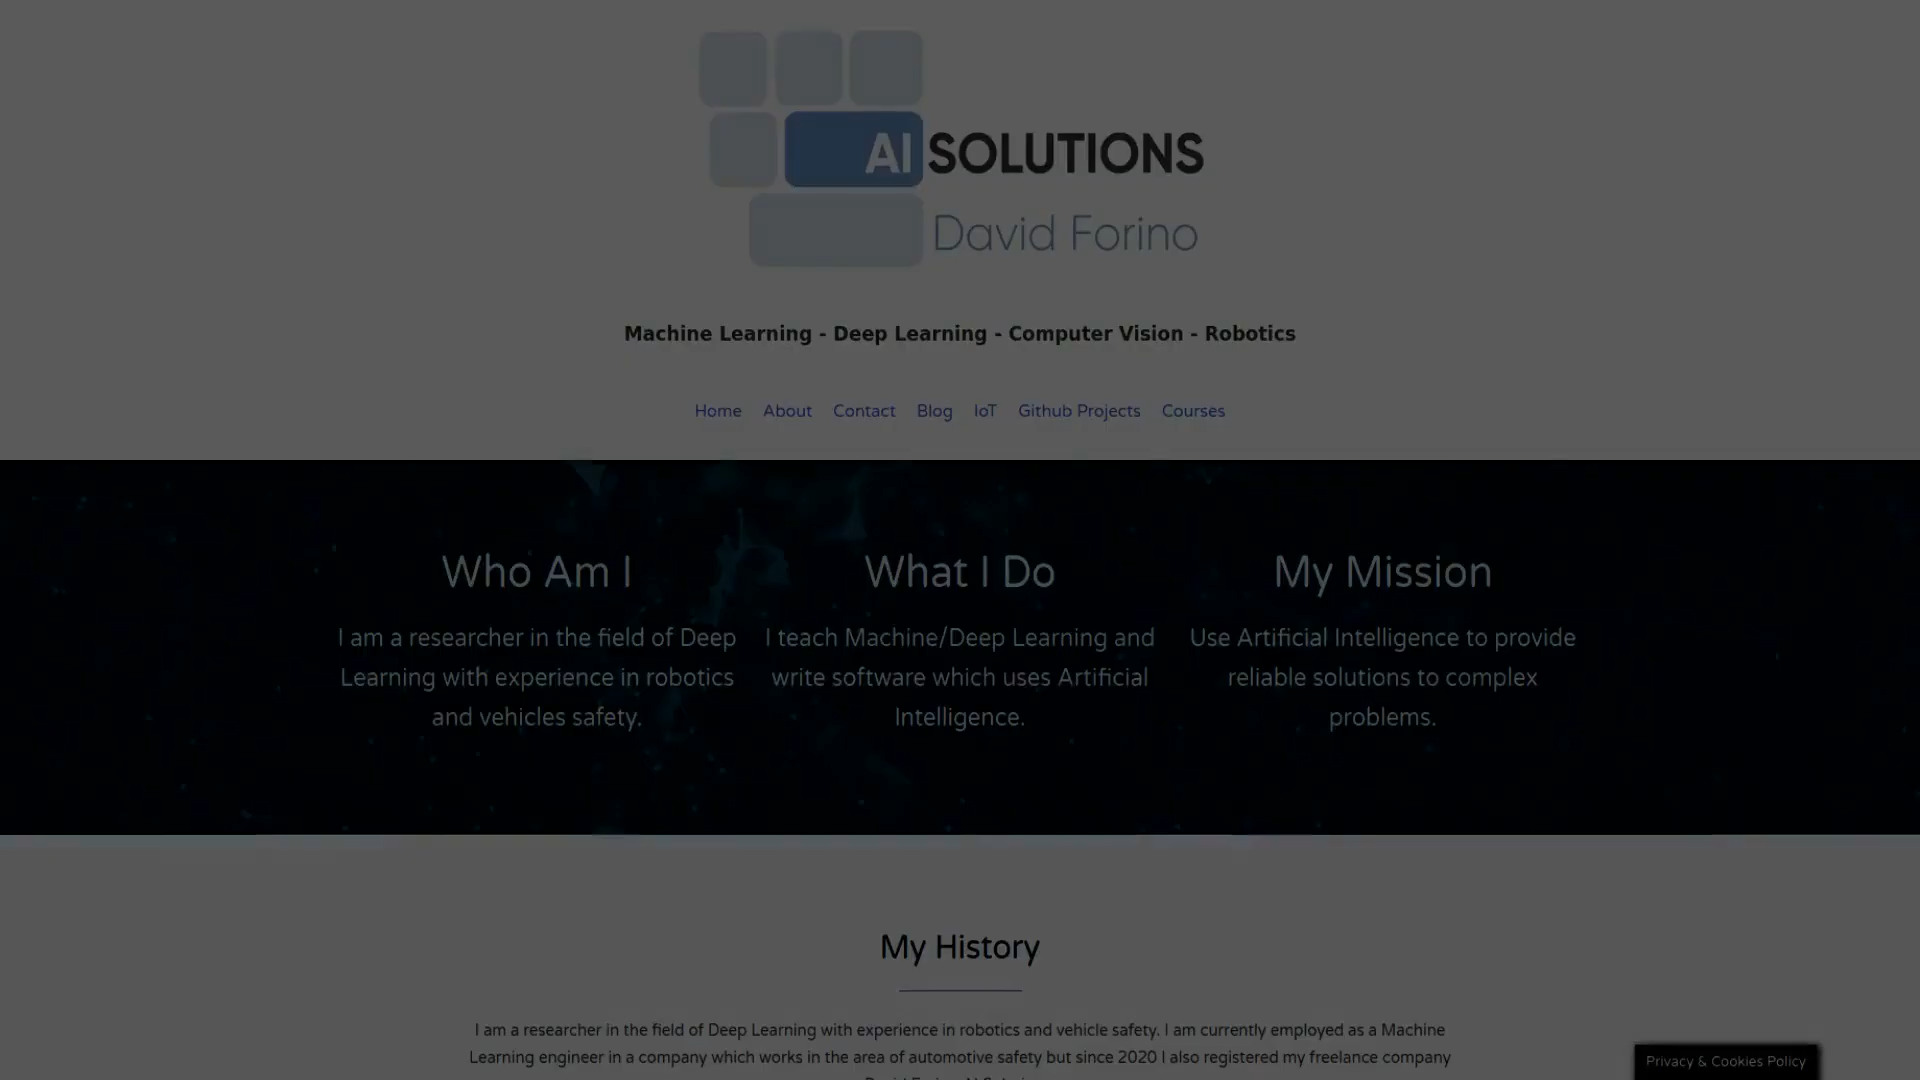 AI SOLUTIONS
David Forino
Machine Learning - Deep Learning - Computer Vision - Robotics
Home About Contact Blog IoT Github Projects Courses
Who Am I
I am a researcher in the field of Deep
Learning with experience in robotics
and vehicles safety.
What I Do
I teach Machine/Deep Learning and
write software which uses Artificial
Intelligence.
My Mission
Use Artificial Intelligence to provide
reliable solutions to complex
problems.
My History
I am a researcher in the field of Deep Learning with experience in robotics and vehicle safety. I am currently employed as a Machine
Learning engineer in a company which works in the area of automotive safety but since 2020 I also registered my freelance company
Privacy & Cookies Policy